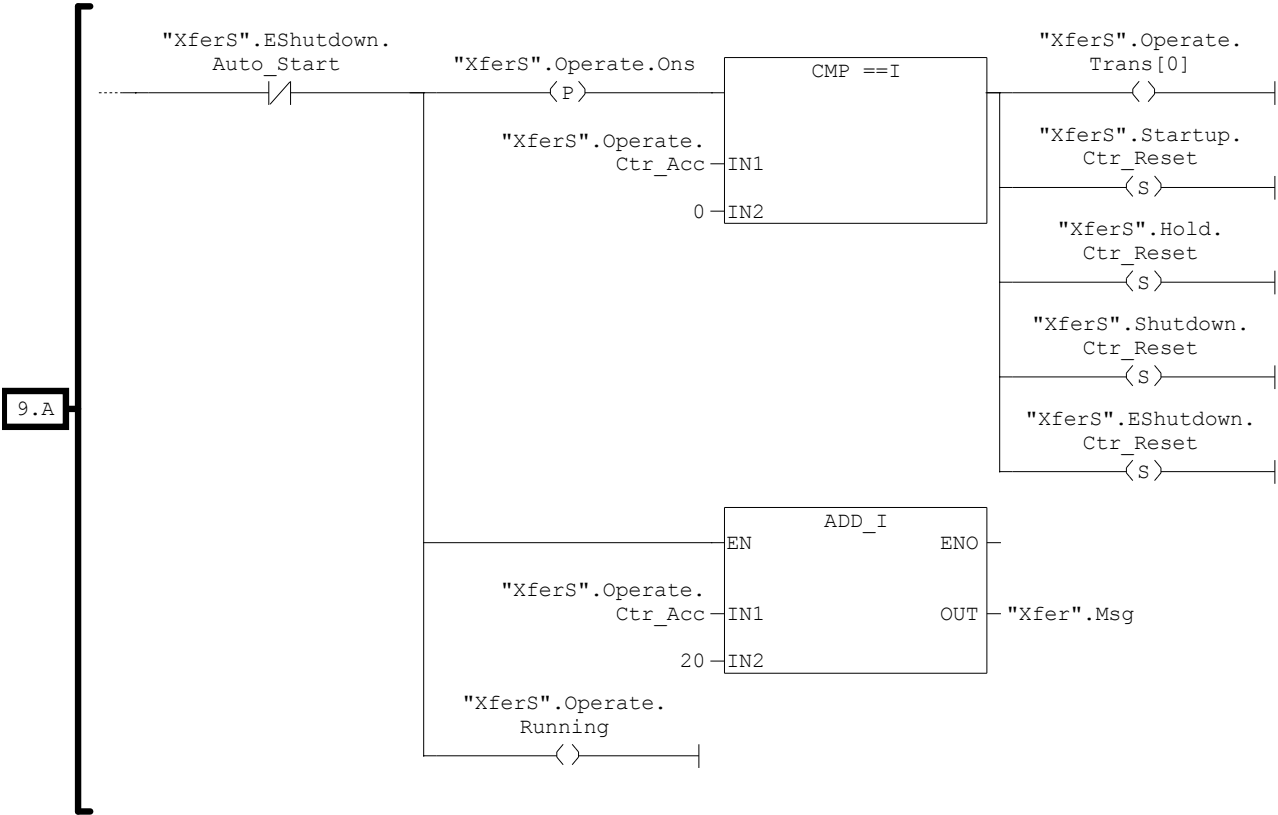 "XferS".EShutdown.
Auto_Start
"XferS".Operate.Ons
P
CMP ==I
"XferS".Operate.
Trans[0]
"XferS".Operate.
Ctr_Acc
IN1
0
IN2
"XferS".Startup.
Ctr_Reset
S
"XferS".Hold.
Ctr_Reset
S
"XferS".Shutdown.
Ctr_Reset
S
9.A
"XferS".EShutdown.
Ctr_Reset
S
ADD_I
EN
ENO
"XferS".Operate.
Ctr_Acc
IN1
OUT
"Xfer".Msg
20
IN2
"XferS".Operate.
Running